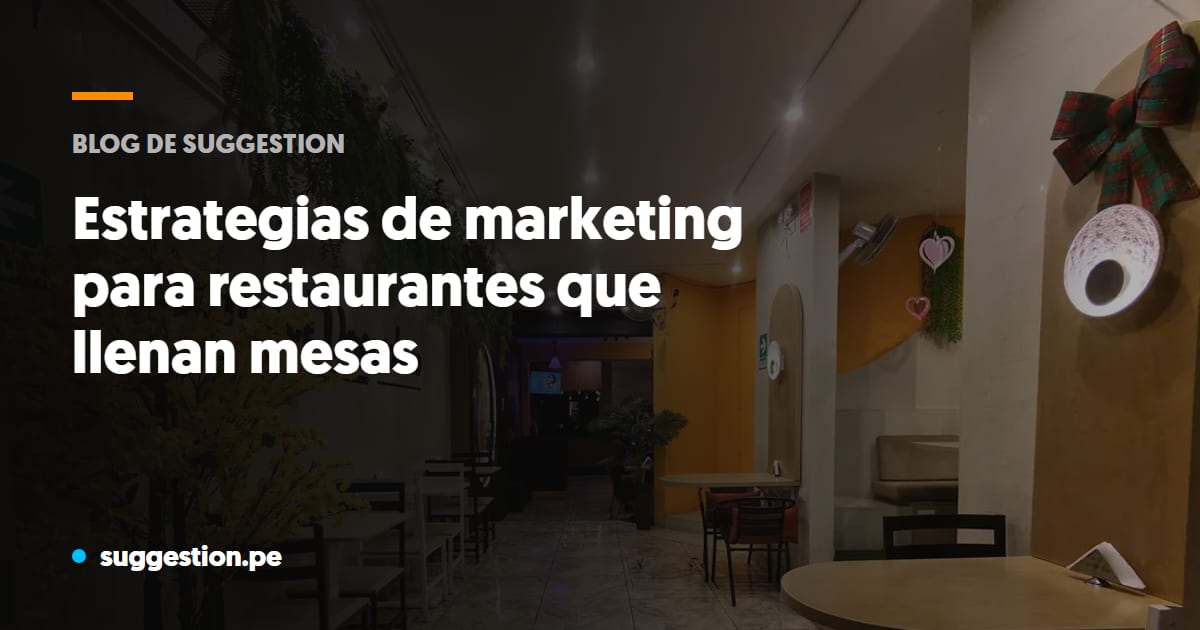 BLOG DE SUGGESTION
Estrategias de marketing
para restaurantes que
llenan mesas
suggestion.pe